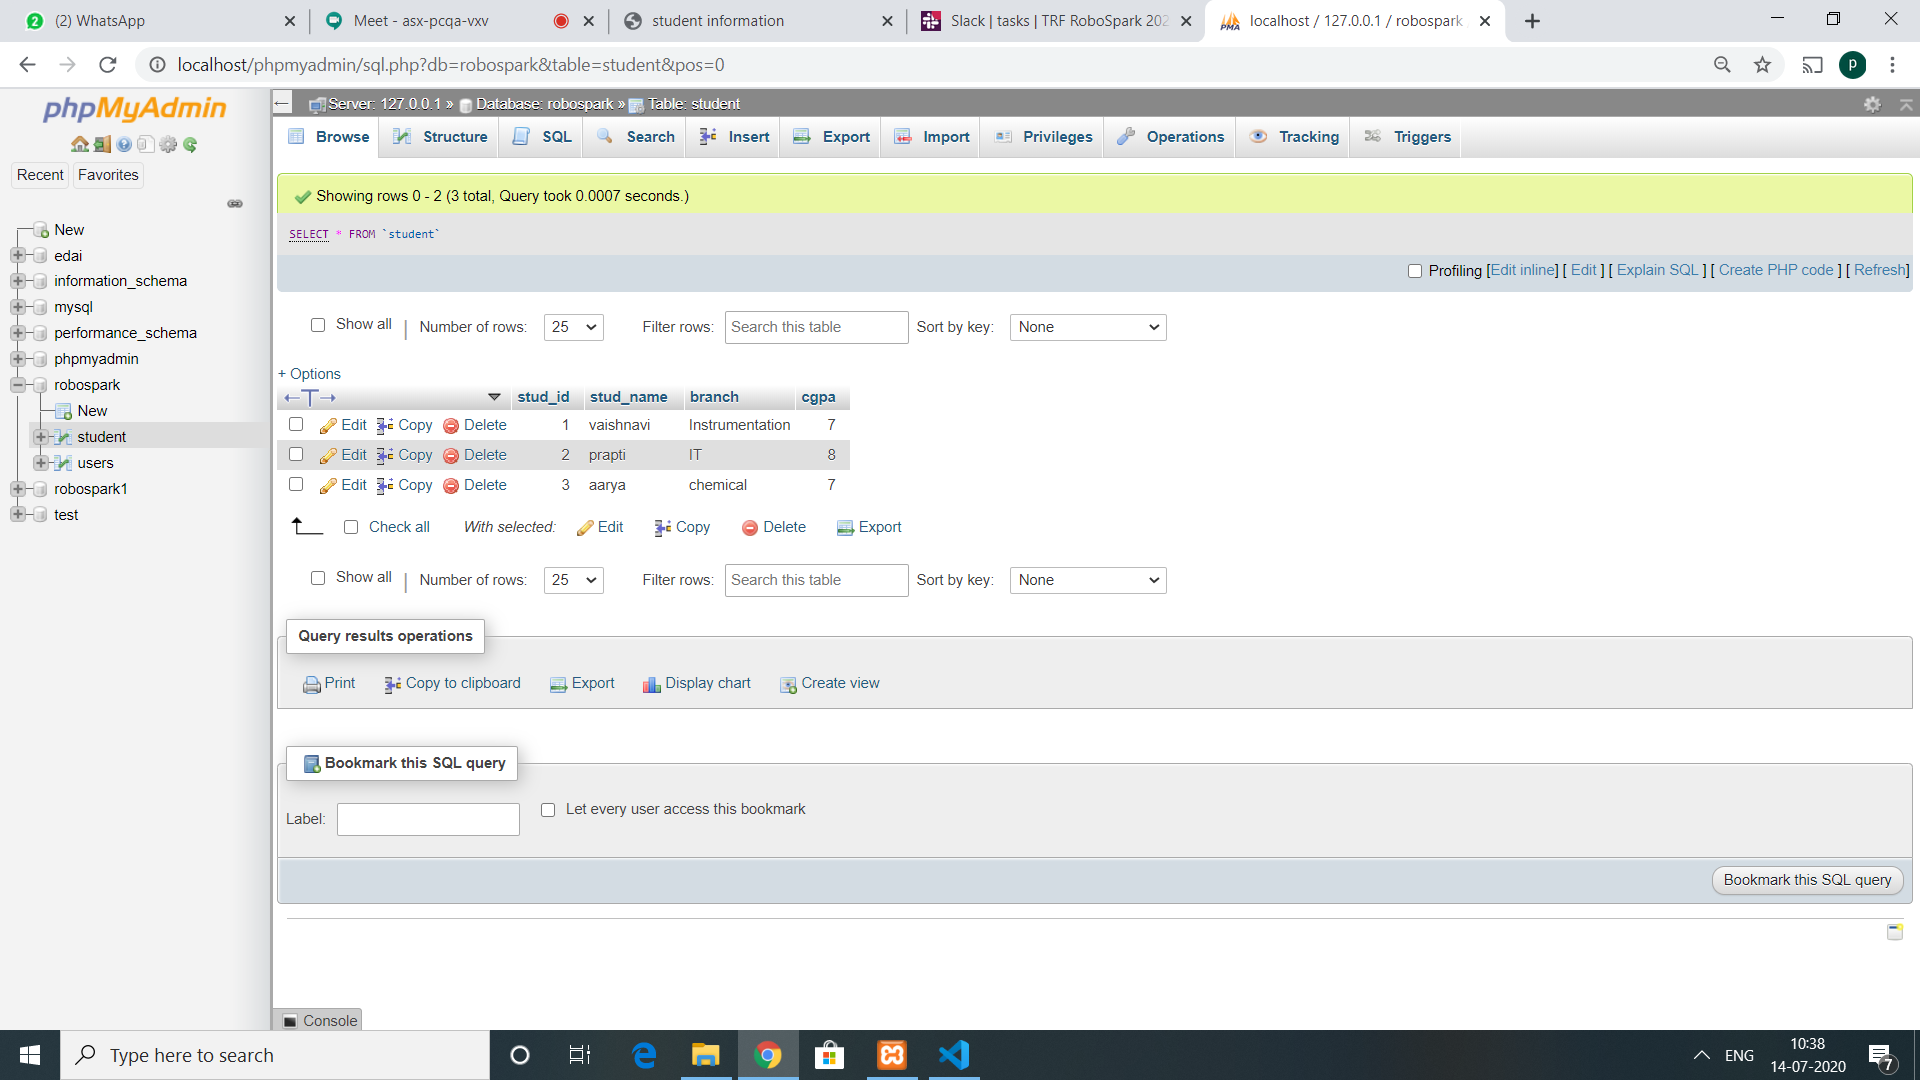 (2) WhatsApp
Meet - asx-pcqa-vxv
student information
Slack | tasks | TRF RoboSpark 202
PMA
localhost / 127.0.0.1 / robospark
localhost/phpmyadmin/sql.php?db=robospark&table=student&pos=0
p
phpMyAdmin
Recent
Favorites
New
edai
information_schema
mysql
performance_schema
phpmyadmin
robospark
New
student
users
robospark1
test
Server: 127.0.0.1 » Database: robospark » Table: student
Browse
Structure
SQL
Search
Insert
Export
Import
Privileges
Operations
Tracking
Triggers
Showing rows 0 - 2 (3 total, Query took 0.0007 seconds.)
SELECT * FROM `student`
Profiling [Edit inline] [ Edit ] [ Explain SQL ] [ Create PHP code ] [ Refresh]
Show all | Number of rows: 25 Filter rows: Search this table Sort by key: None
+ Options
←T→ stud_id stud_name branch cgpa
Edit Copy Delete 1 vaishnavi Instrumentation 7
Edit Copy Delete 2 prapti IT 8
Edit Copy Delete 3 aarya chemical 7
Check all With selected: Edit Copy Delete Export
Show all | Number of rows: 25 Filter rows: Search this table Sort by key: None
Query results operations
Print Copy to clipboard Export Display chart Create view
Bookmark this SQL query
Label: Let every user access this bookmark
Bookmark this SQL query
Console
Type here to search
ENG
10:38
14-07-2020
7